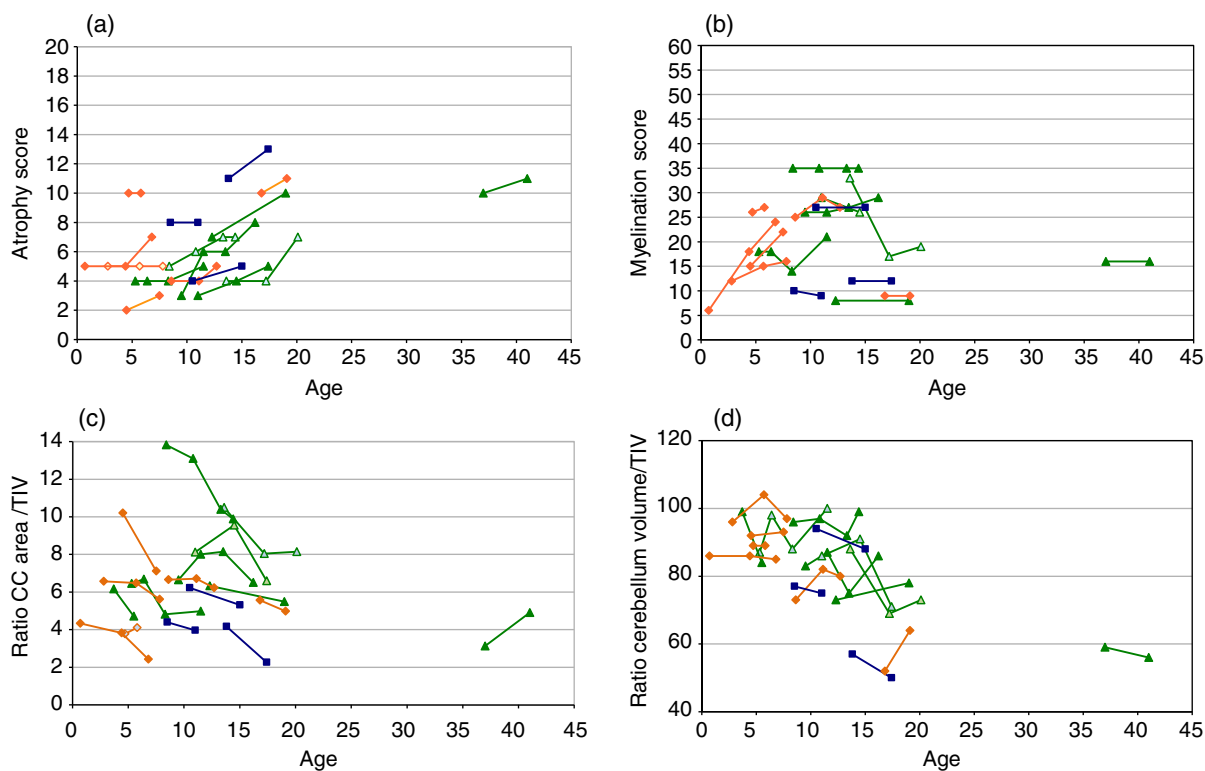 (a)
Atrophy score
20
18
16
14
12
10
8
6
4
2
0
0 5 10 15 20 25 30 35 40 45
Age
(b)
Myelination score
60
55
50
45
40
35
30
25
20
15
10
5
0
0 5 10 15 20 25 30 35 40 45
Age
(c)
Ratio CC area /TIV
14
12
10
8
6
4
2
0
0 5 10 15 20 25 30 35 40 45
Age
(d)
Ratio cerebellum volume/TIV
120
100
80
60
40
0 5 10 15 20 25 30 35 40 45
Age